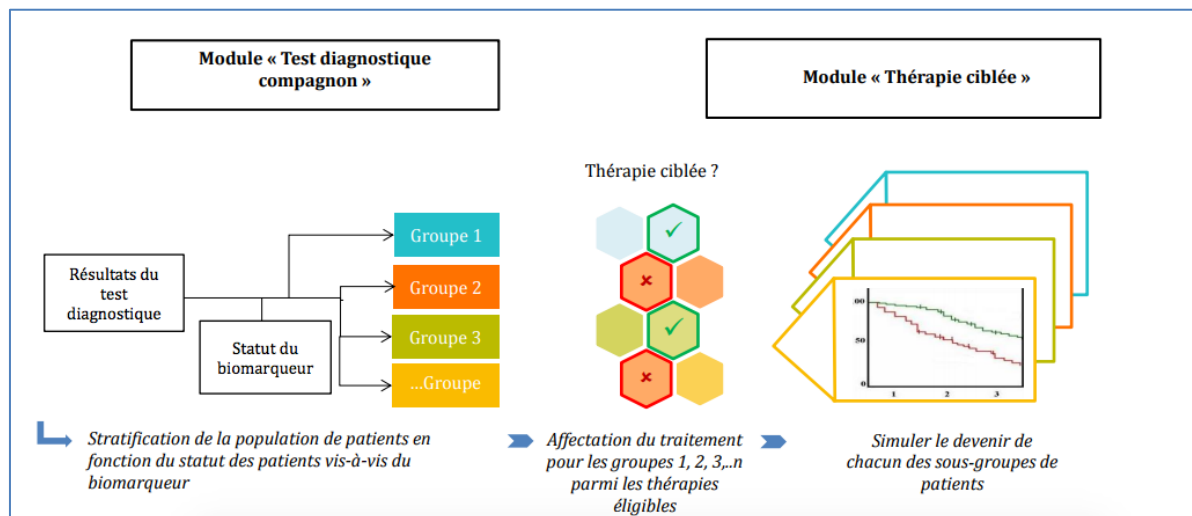 Module « Test diagnostique
compagnon »
Module « Thérapie ciblée »
Thérapie ciblée ?
Résultats du
test
diagnostique
Statut du
biomarqueur
Groupe 1
Groupe 2
Groupe 3
...Groupe
00
50
0
1
2
3
Stratification de la population de patients en
fonction du statut des patients vis-à-vis du
biomarqueur
Affectation du traitement
pour les groupes 1, 2, 3,..n
parmi les thérapies
éligibles
Simuler le devenir de
chacun des sous-groupes de
patients